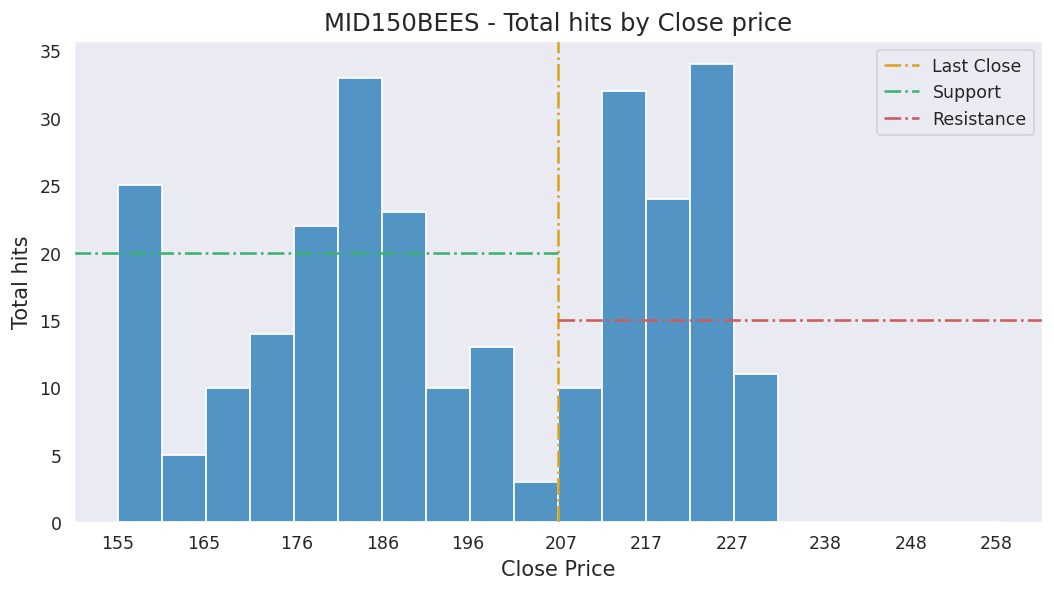 MID150BEES - Total hits by Close price
35
30
25
20
15
10
5
0
Total hits
Last Close
Support
Resistance
155 165 176 186 196 207 217 227 238 248 258
Close Price